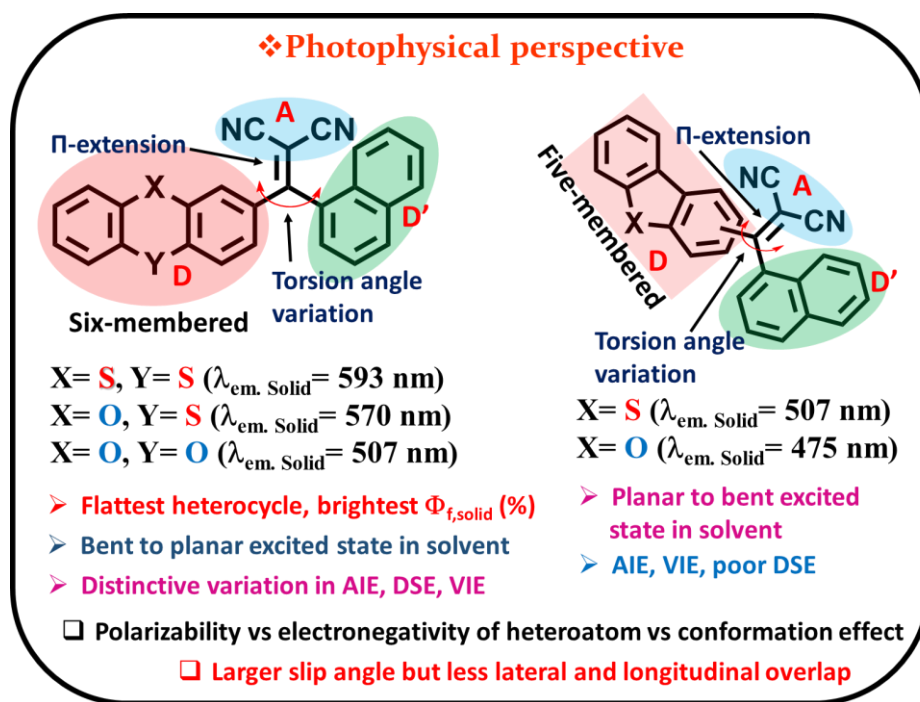 ❖Photophysical perspective
A
NC CN
Π-extension
X
Y
D
D'
Torsion angle
variation
Six-membered
X= S, Y= S (λem. Solid= 593 nm)
X= O, Y= S (λem. Solid= 570 nm)
X= O, Y= O (λem. Solid= 507 nm)
➢ Flattest heterocycle, brightest Φf,solid (%)
➢ Bent to planar excited state in solvent
➢ Distinctive variation in AIE, DSE, VIE
Π-extension
Five-membered
NC
A
CN
X
D
D'
Torsion angle
variation
X= S (λem. Solid= 507 nm)
X= O (λem. Solid= 475 nm)
➢ Planar to bent excited
state in solvent
➢ AIE, VIE, poor DSE
❑ Polarizability vs electronegativity of heteroatom vs conformation effect
❑ Larger slip angle but less lateral and longitudinal overlap